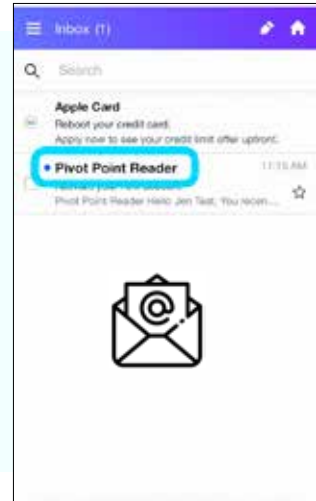 Inbox (1)
Search
Apple Card
Reboot your credit card.
Apply now to see your credit limit offer upfront.
Pivot Point Reader
11:15 AM
Pivot Point Reader Hello Jen Test, You recen...
@